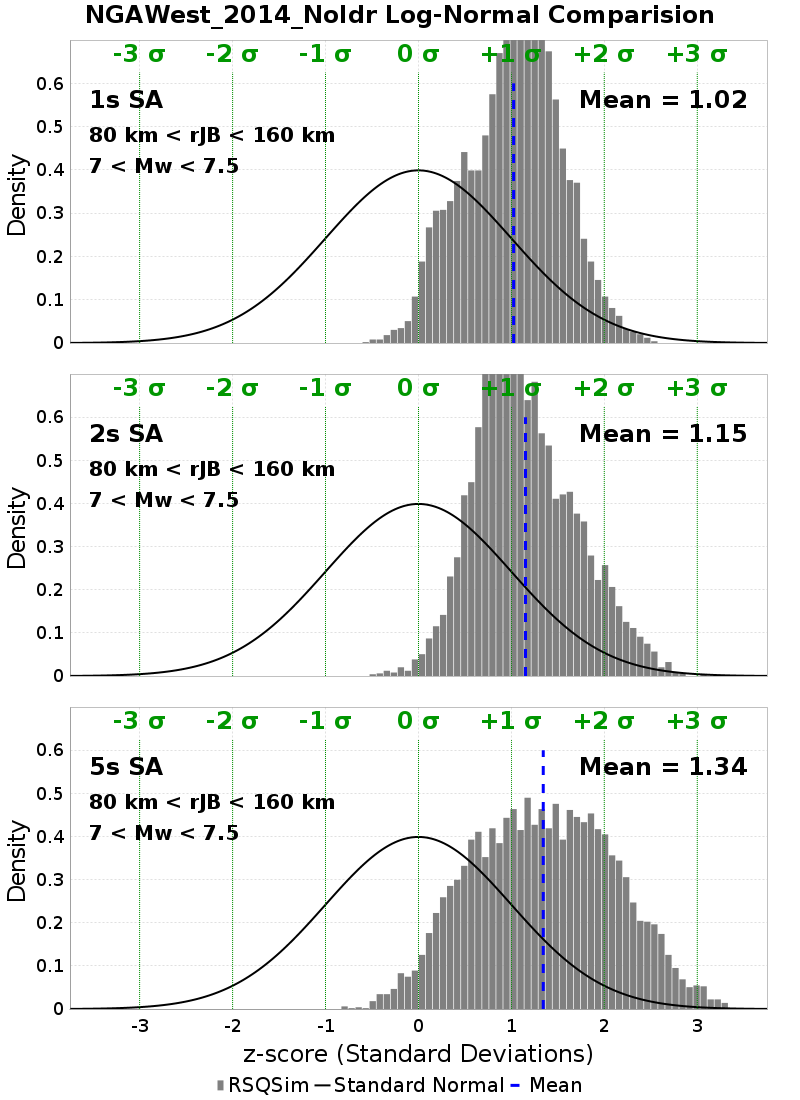 NGAWest_2014_NoIdr Log-Normal Comparision
-3 σ -2 σ -1 σ 0 σ +1 σ +2 σ +3 σ
1s SA
Mean = 1.02
80 km < rJB < 160 km
7 < Mw < 7.5
Density
0.6
0.5
0.4
0.3
0.2
0.1
0
-3 σ -2 σ -1 σ 0 σ +1 σ +2 σ +3 σ
2s SA
Mean = 1.15
80 km < rJB < 160 km
7 < Mw < 7.5
Density
0.6
0.5
0.4
0.3
0.2
0.1
0
-3 σ -2 σ -1 σ 0 σ +1 σ +2 σ +3 σ
5s SA
Mean = 1.34
80 km < rJB < 160 km
7 < Mw < 7.5
Density
0.6
0.5
0.4
0.3
0.2
0.1
0
-3 -2 -1 0 1 2 3
z-score (Standard Deviations)
RSQSim Standard Normal Mean